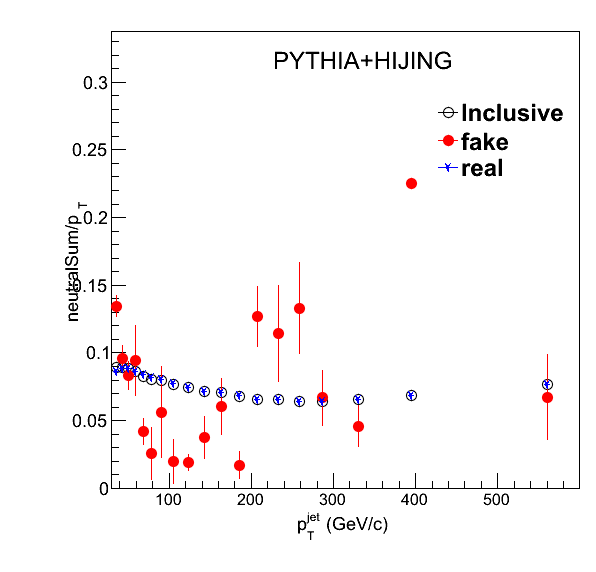 PYTHIA+HIJING
Inclusive
fake
real
neutralSum/p_T
0.3
0.25
0.2
0.15
0.1
0.05
0
100 200 300 400 500
p_T^jet (GeV/c)